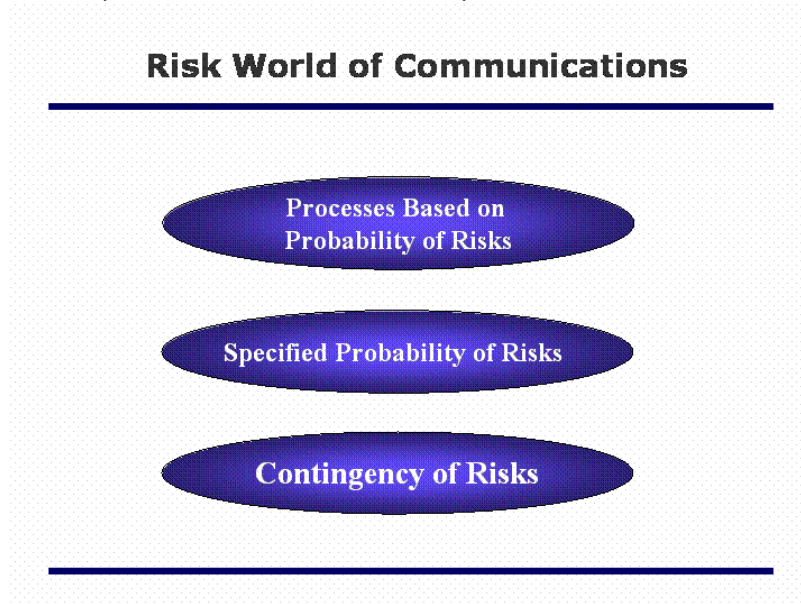 Risk World of Communications
Processes Based on
Probability of Risks
Specified Probability of Risks
Contingency of Risks